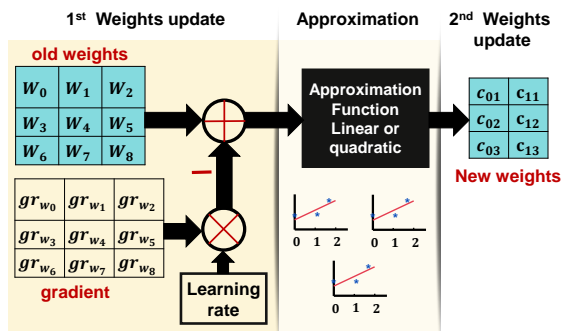 1st Weights update
Approximation
2nd Weights
update
old weights
W0 W1 W2
W3 W4 W5
W6 W7 W8
Approximation
Function
Linear or
quadratic
c01 c11
c02 c12
c03 c13
New weights
grw0 grw1 grw2
grw3 grw4 grw5
grw6 grw7 grw8
gradient
Learning
rate
0 1 2
0 1 2
0 1 2